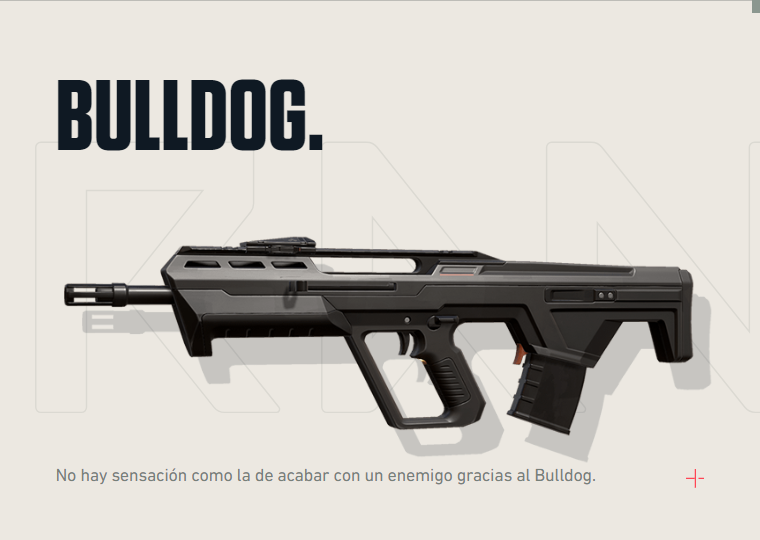 BULLDOG.
No hay sensación como la de acabar con un enemigo gracias al Bulldog.